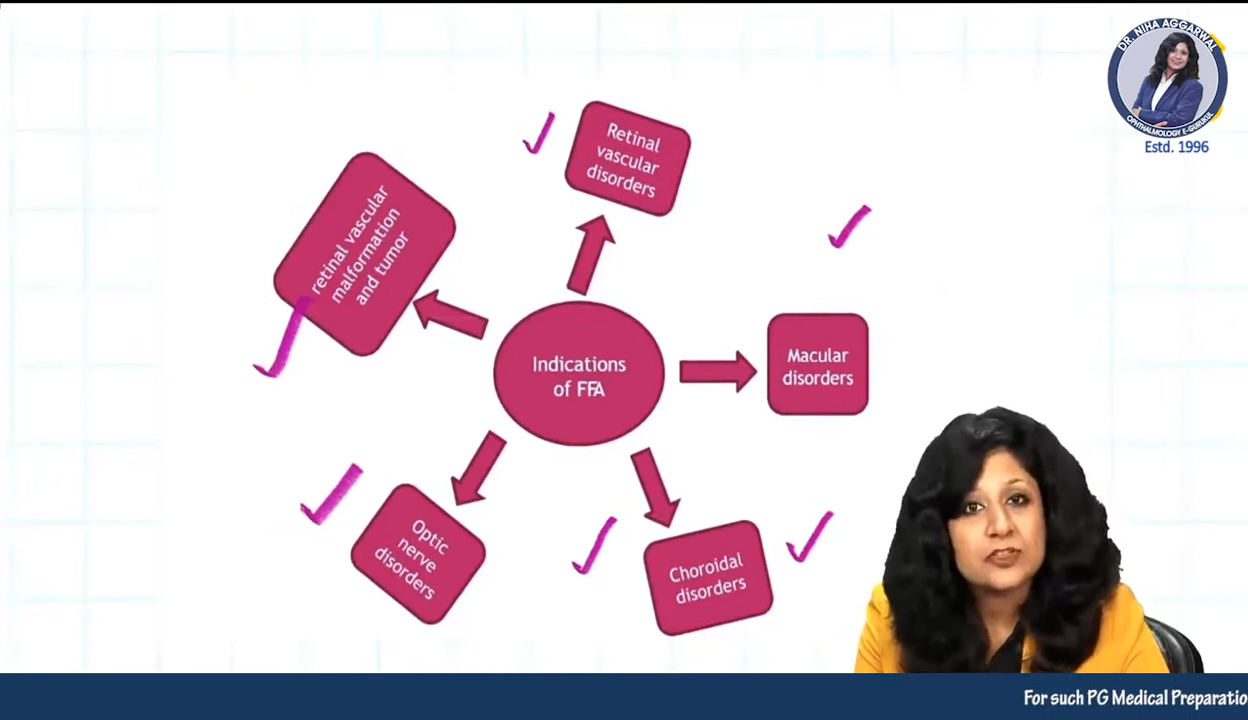 DR. NIHA AGGARWAL
OPHTHALMOLOGY E-GURUKUL
Estd. 1996
Retinal
vascular
disorders
retinal vascular
malformation
and tumor
Indications
of FFA
Macular
disorders
Optic
nerve
disorders
Choroidal
disorders
For such PG Medical Preparatio